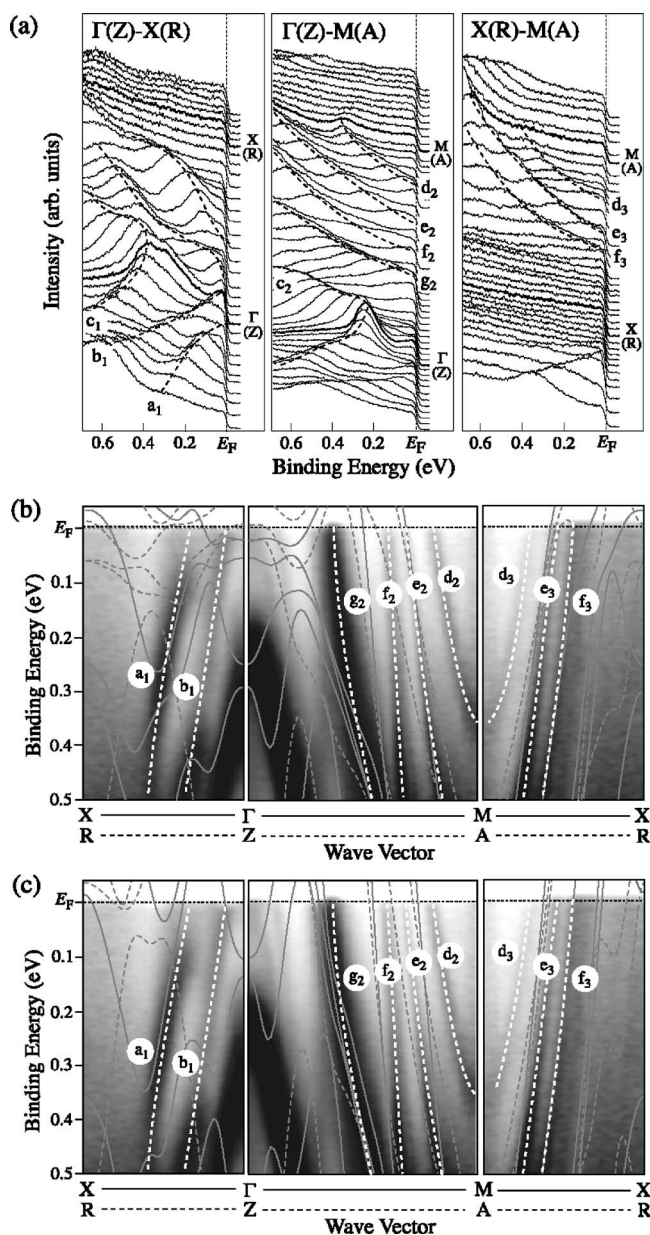 (a)
Γ(Z)-X(R)
Γ(Z)-M(A)
X(R)-M(A)
Intensity (arb. units)
X
(R)
Γ
(Z)
c₁
b₁
a₁
M
(A)
d₂
e₂
f₂
g₂
c₂
Γ
(Z)
M
(A)
d₃
e₃
f₃
X
(R)
0.6 0.4 0.2 EF
0.6 0.4 0.2 EF
0.6 0.4 0.2 EF
Binding Energy (eV)
(b)
EF
0.1
0.2
0.3
0.4
0.5
Binding Energy (eV)
a₁
b₁
g₂
f₂
e₂
d₂
d₃
e₃
f₃
X Γ M X
R Z A R
Wave Vector
(c)
EF
0.1
0.2
0.3
0.4
0.5
Binding Energy (eV)
a₁
b₁
g₂
f₂
e₂
d₂
d₃
e₃
f₃
X Γ M X
R Z A R
Wave Vector